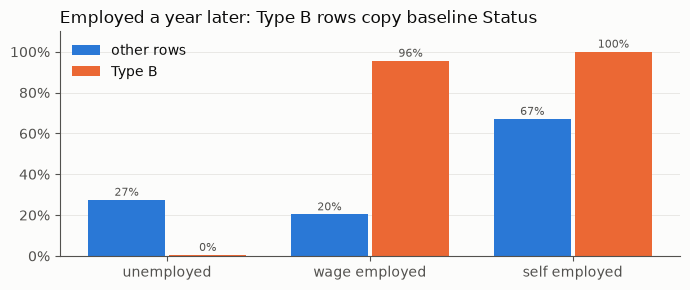 Employed a year later: Type B rows copy baseline Status
100%
80%
60%
40%
20%
0%
other rows
Type B
27%
0%
20%
96%
67%
100%
unemployed
wage employed
self employed